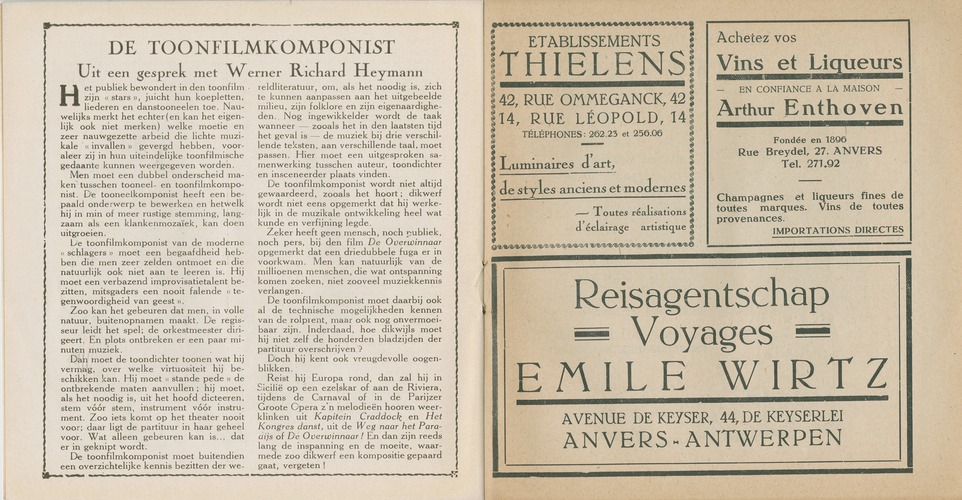 DE TOONFILMKOMPONIST
Uit een gesprek met Werner Richard Heymann
Het publiek bewondert in den toonfilm
zijn « stars », juicht hun koepletten,
liederen en danstooneelen toe. Nau-
welijks merkt het echter (en kan het eigen-
lijk ook niet merken) welke moeite en
zeer nauwgezette arbeid die lichte muzi-
kale « invallen » gevergd hebben, voor-
aleer zij in hun uiteindelijke toonfilmische
gedaante kunnen weergegeven worden.
Men moet een dubbel onderscheid ma-
ken tusschen tooneel- en toonfilmkompo-
nist. De tooneelkomponist heeft een be-
paald onderwerp te bewerken en hetwelk
hij in min of meer rustige stemming, lang-
zaam als een klankenmozaïek, kan doen
uitgroeien.
De toonfilmkomponist van de moderne
« schlagers » moet een begaafdheid heb-
ben die men zeer zelden ontmoet en die
natuurlijk ook niet aan te leeren is. Hij
moet een verbazend improvisatietalent be-
zitten, mitsgaders een nooit falende « te-
genwoordigheid van geest ».
Zoo kan het gebeuren dat men, in volle
natuur, buitenopnamen maakt. De regis-
seur leidt het spel; de orkestmeester diri-
geert. En plots ontbreken er een paar mi-
nuten muziek.
Dan moet de toondichter toonen wat hij
vermag, over welke virtuositeit hij be-
schikken kan. Hij moet « stande pede » de
ontbrekende maten aanvullen; hij moet,
als het noodig is, uit het hoofd dicteeren,
stem vóór stem, instrument vóór instru-
ment. Zoo iets komt op het theater nooit
voor; daar ligt de partituur in haar geheel
voor. Wat alleen gebeuren kan is... dat
er in geknipt wordt.
De toonfilmkomponist moet buitendien
een overzichtelijke kennis bezitten der we-
reldliteratuur, om, als het noodig is, zich
te kunnen aanpassen aan het uitgebeelde
milieu, zijn folklore en zijn eigenaardighe-
den. Nog ingewikkelder wordt de taak
wanneer — zooals het in den laatsten tijd
het geval is — de muziek bij drie verschil-
lende teksten, aan verschillende taal, moet
passen. Hier moet een uitgesproken sa-
menwerking tusschen auteur, toondichter
en insceneerder plaats vinden.
De toonfilmkomponist wordt niet altijd
gewaardeerd, zooals het hoort; dikwerf
wordt niet eens opgemerkt dat hij werke-
lijk in de muzikale ontwikkeling heel wat
kunde en verfijning legde.
Zeker heeft geen mensch, noch publiek,
noch pers, bij den film De Overwinnaar
opgemerkt dat een driedubbele fuga er in
voorkwam. Men kan natuurlijk van de
millioenen menschen, die wat ontspanning
komen zoeken, niet zooveel muziekkennis
verlangen.
De toonfilmkomponist moet daarbij ook
al de technische mogelijkheden kennen
van de rolprent, maar ook nog onvermoei-
baar zijn. Inderdaad, hoe dikwijls moet
hij niet zelf de honderden bladzijden der
partituur overschrijven ?
Doch hij kent ook vreugdevolle oogen-
blikken.
Reist hij Europa rond, dan zal hij in
Sicilië op een ezelskar of aan de Riviera,
tijdens de Carnaval of in de Parijzer
Groote Opera z'n melodieën hooren weer-
klinken uit Kapitein Craddock en Het
Kongres danst, uit de Weg naar het Para-
dijs of De Overwinnaar ! En dan zijn reeds
lang de inspanning en de moeite, waar-
mede zoo dikwerf een kompositie gepaard
gaat, vergeten !
ETABLISSEMENTS
THIELENS
42, RUE OMMEGANCK, 42
14, RUE LÉOPOLD, 14
TÉLÉPHONES: 262.23 et 256.06
Luminaires d'art,
de styles anciens et modernes
— Toutes réalisations
d'éclairage artistique
Achetez vos
Vins et Liqueurs
— EN CONFIANCE A LA MAISON —
Arthur Enthoven
Fondée en 1896
Rue Breydel, 27. ANVERS
Tel. 271.92
Champagnes et liqueurs fines de
toutes marques. Vins de toutes
provenances.
IMPORTATIONS DIRECTES
Reisagentschap
Voyages
EMILE WIRTZ
AVENUE DE KEYSER, 44, DE KEYSERLEI
ANVERS - ANTWERPEN